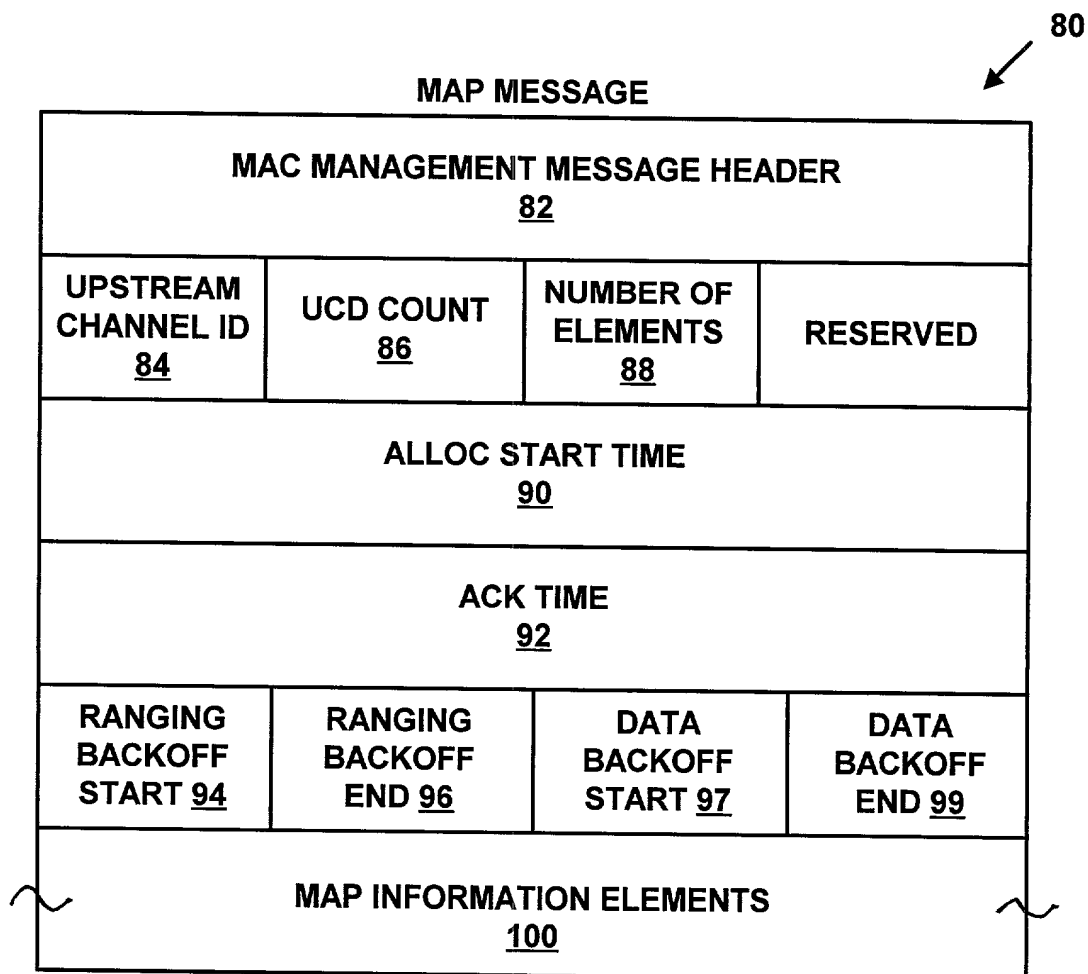 80
MAP MESSAGE
MAC MANAGEMENT MESSAGE HEADER
82
UPSTREAM
CHANNEL ID
84
UCD COUNT
86
NUMBER OF
ELEMENTS
88
RESERVED
ALLOC START TIME
90
ACK TIME
92
RANGING
BACKOFF
START 94
RANGING
BACKOFF
END 96
DATA
BACKOFF
START 97
DATA
BACKOFF
END 99
MAP INFORMATION ELEMENTS
100